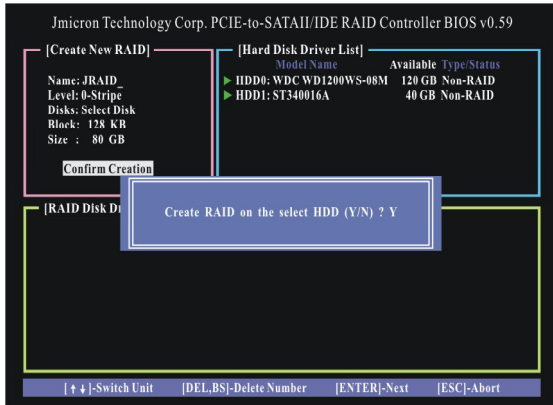 Jmicron Technology Corp. PCIE-to-SATAII/IDE RAID Controller BIOS v0.59
[Create New RAID]
Name: JRAID_
Level: 0-Stripe
Disks: Select Disk
Block: 128 KB
Size : 80 GB
Confirm Creation
[Hard Disk Driver List]
Model Name Available Type/Status
HDD0: WDC WD1200WS-08M 120 GB Non-RAID
HDD1: ST340016A 40 GB Non-RAID
[RAID Disk
Create RAID on the select HDD (Y/N) ? Y
[↑↓]-Switch Unit [DEL,BS]-Delete Number [ENTER]-Next [ESC]-Abort